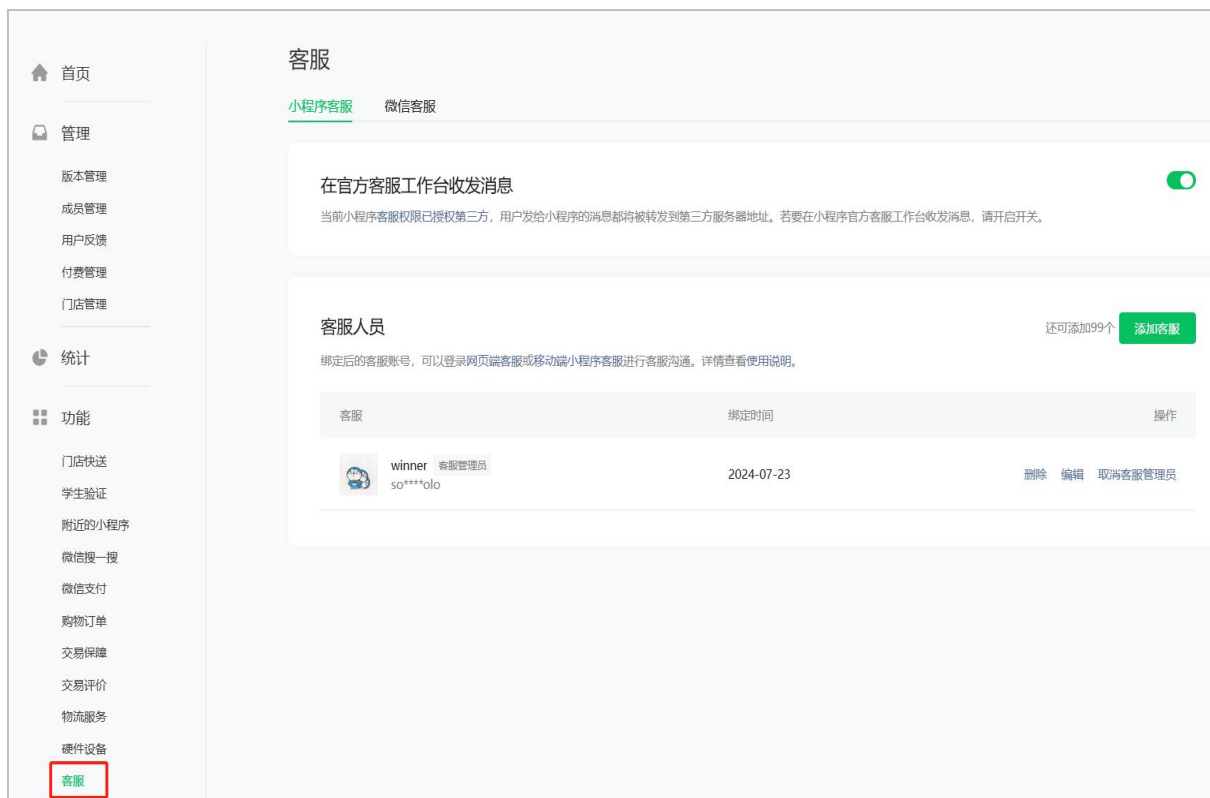 首页
管理
版本管理
成员管理
用户反馈
付费管理
门店管理
统计
功能
门店快送
学生验证
附近的小程序
微信搜一搜
微信支付
购物订单
交易保障
交易评价
物流服务
硬件设备
客服
客服
小程序客服 微信客服
在官方客服工作台收发消息
当前小程序客服权限已授权第三方，用户发给小程序的消息都将被转发到第三方服务器地址。若要在小程序官方客服工作台收发消息，请开启开关。
客服人员 还可添加99个 添加客服
绑定后的客服账号，可以登录网页端客服或移动端小程序客服进行客服沟通。详情查看使用说明。
客服 绑定时间 操作
winner 客服管理员
so****olo
2024-07-23 删除 编辑 取消客服管理员